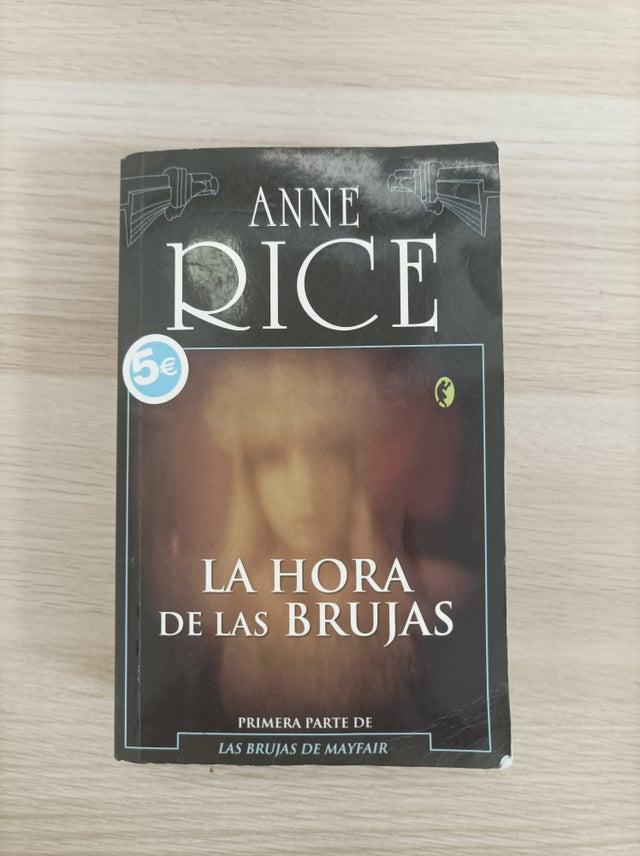 ANNE
RICE
5€
LA HORA
DE LAS BRUJAS
PRIMERA PARTE DE
LAS BRUJAS DE MAYFAIR